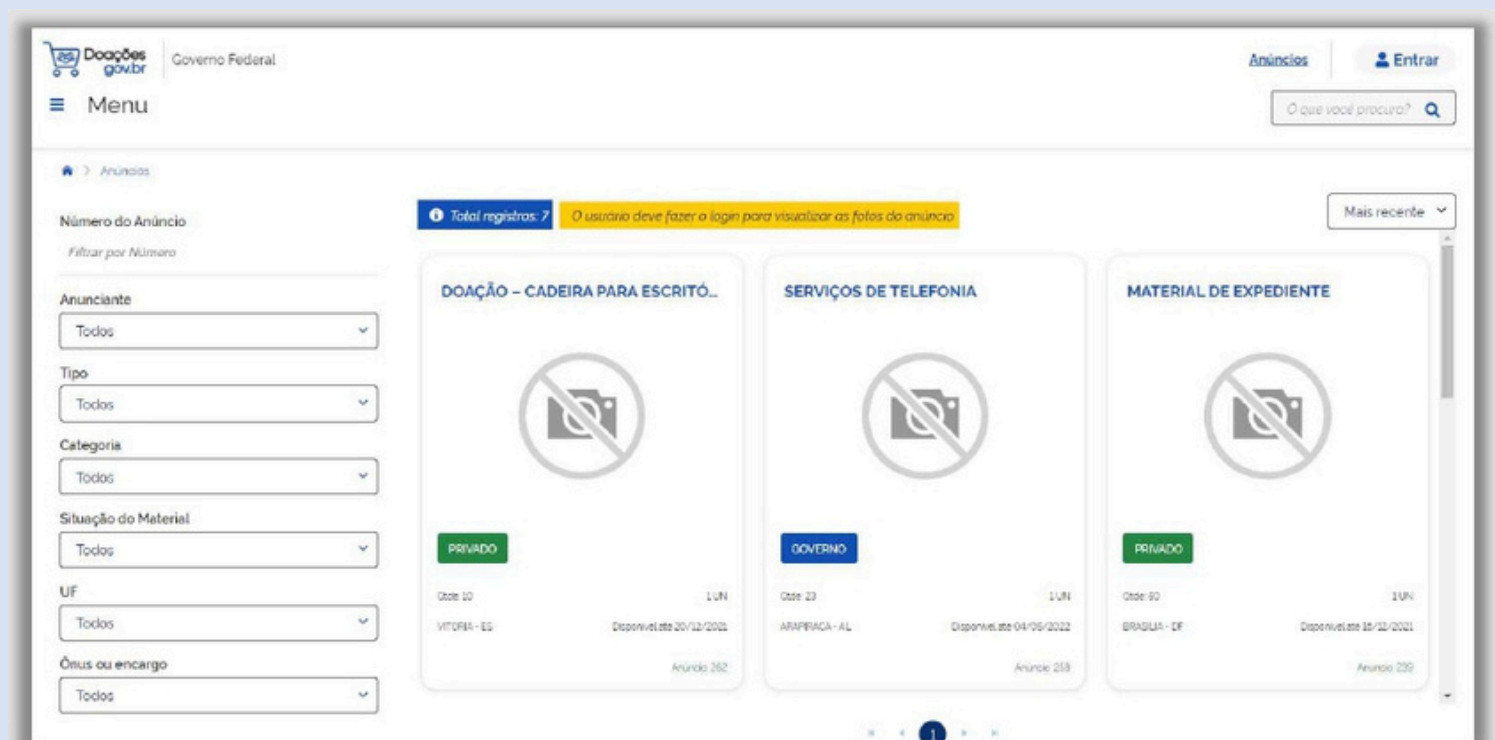 Doações
gov.br
Governo Federal
Anúncios
Entrar
Menu
O que você procura?
Anúncios
Número do Anúncio
Filtrar por Número
Anunciante
Todos
Tipo
Todos
Categoria
Todos
Situação do Material
Todos
UF
Todos
Ônus ou encargo
Todos
Total registros: 7
O usuário deve fazer o login para visualizar as fotos do anúncio
Mais recente
DOAÇÃO – CADEIRA PARA ESCRITÓ...
PRIVADO
Qtde: 10 1 UN
VITORIA - ES Disponível até 20/12/2021
Anúncio 262
SERVIÇOS DE TELEFONIA
GOVERNO
Qtde: 23 1 UN
ARAPIRACA - AL Disponível até 04/06/2022
Anúncio 258
MATERIAL DE EXPEDIENTE
PRIVADO
Qtde: 60 1 UN
BRASILIA - DF Disponível até 16/12/2021
Anúncio 239
1